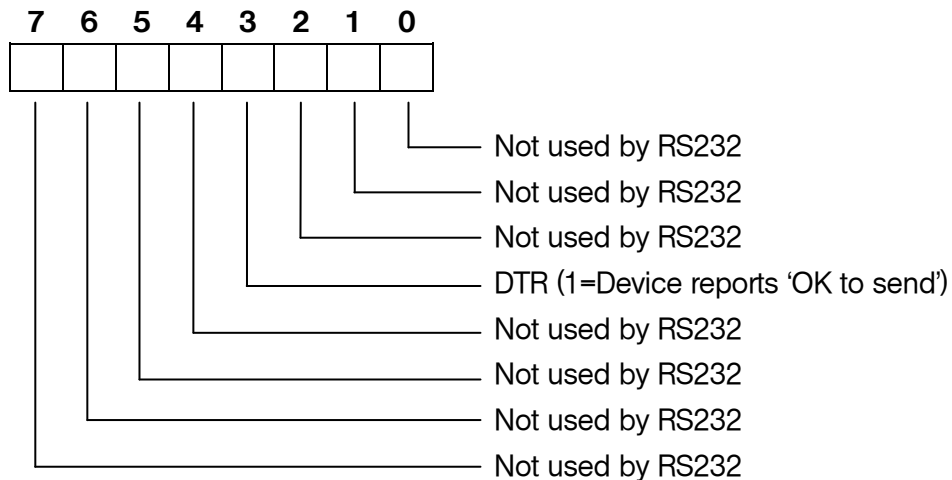 7 6 5 4 3 2 1 0
Not used by RS232
Not used by RS232
Not used by RS232
DTR (1=Device reports ‘OK to send’)
Not used by RS232
Not used by RS232
Not used by RS232
Not used by RS232